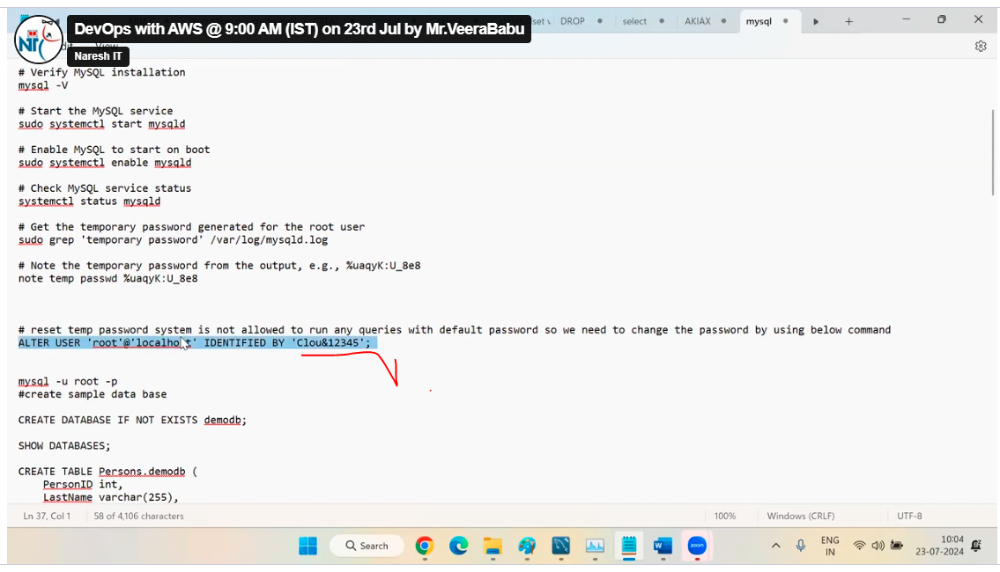 DevOps with AWS @ 9:00 AM (IST) on 23rd Jul by Mr.VeeraBabu
Naresh IT
DROP
select
AKIAX
mysql
View
# Verify MySQL installation
mysql -V
# Start the MySQL service
sudo systemctl start mysqld
# Enable MySQL to start on boot
sudo systemctl enable mysqld
# Check MySQL service status
systemctl status mysqld
# Get the temporary password generated for the root user
sudo grep 'temporary password' /var/log/mysqld.log
# Note the temporary password from the output, e.g., %uaqyK:U_8e8
note temp passwd %uaqyK:U_8e8
# reset temp password system is not allowed to run any queries with default password so we need to change the password by using below command
ALTER USER 'root'@'localhost' IDENTIFIED BY 'Clou&12345';
mysql -u root -p
#create sample data base
CREATE DATABASE IF NOT EXISTS demodb;
SHOW DATABASES;
CREATE TABLE Persons.demodb (
PersonID int,
LastName varchar(255),
Ln 37, Col 1 58 of 4,106 characters 100% Windows (CRLF) UTF-8
Search
zoom
ENG
IN
10:04
23-07-2024